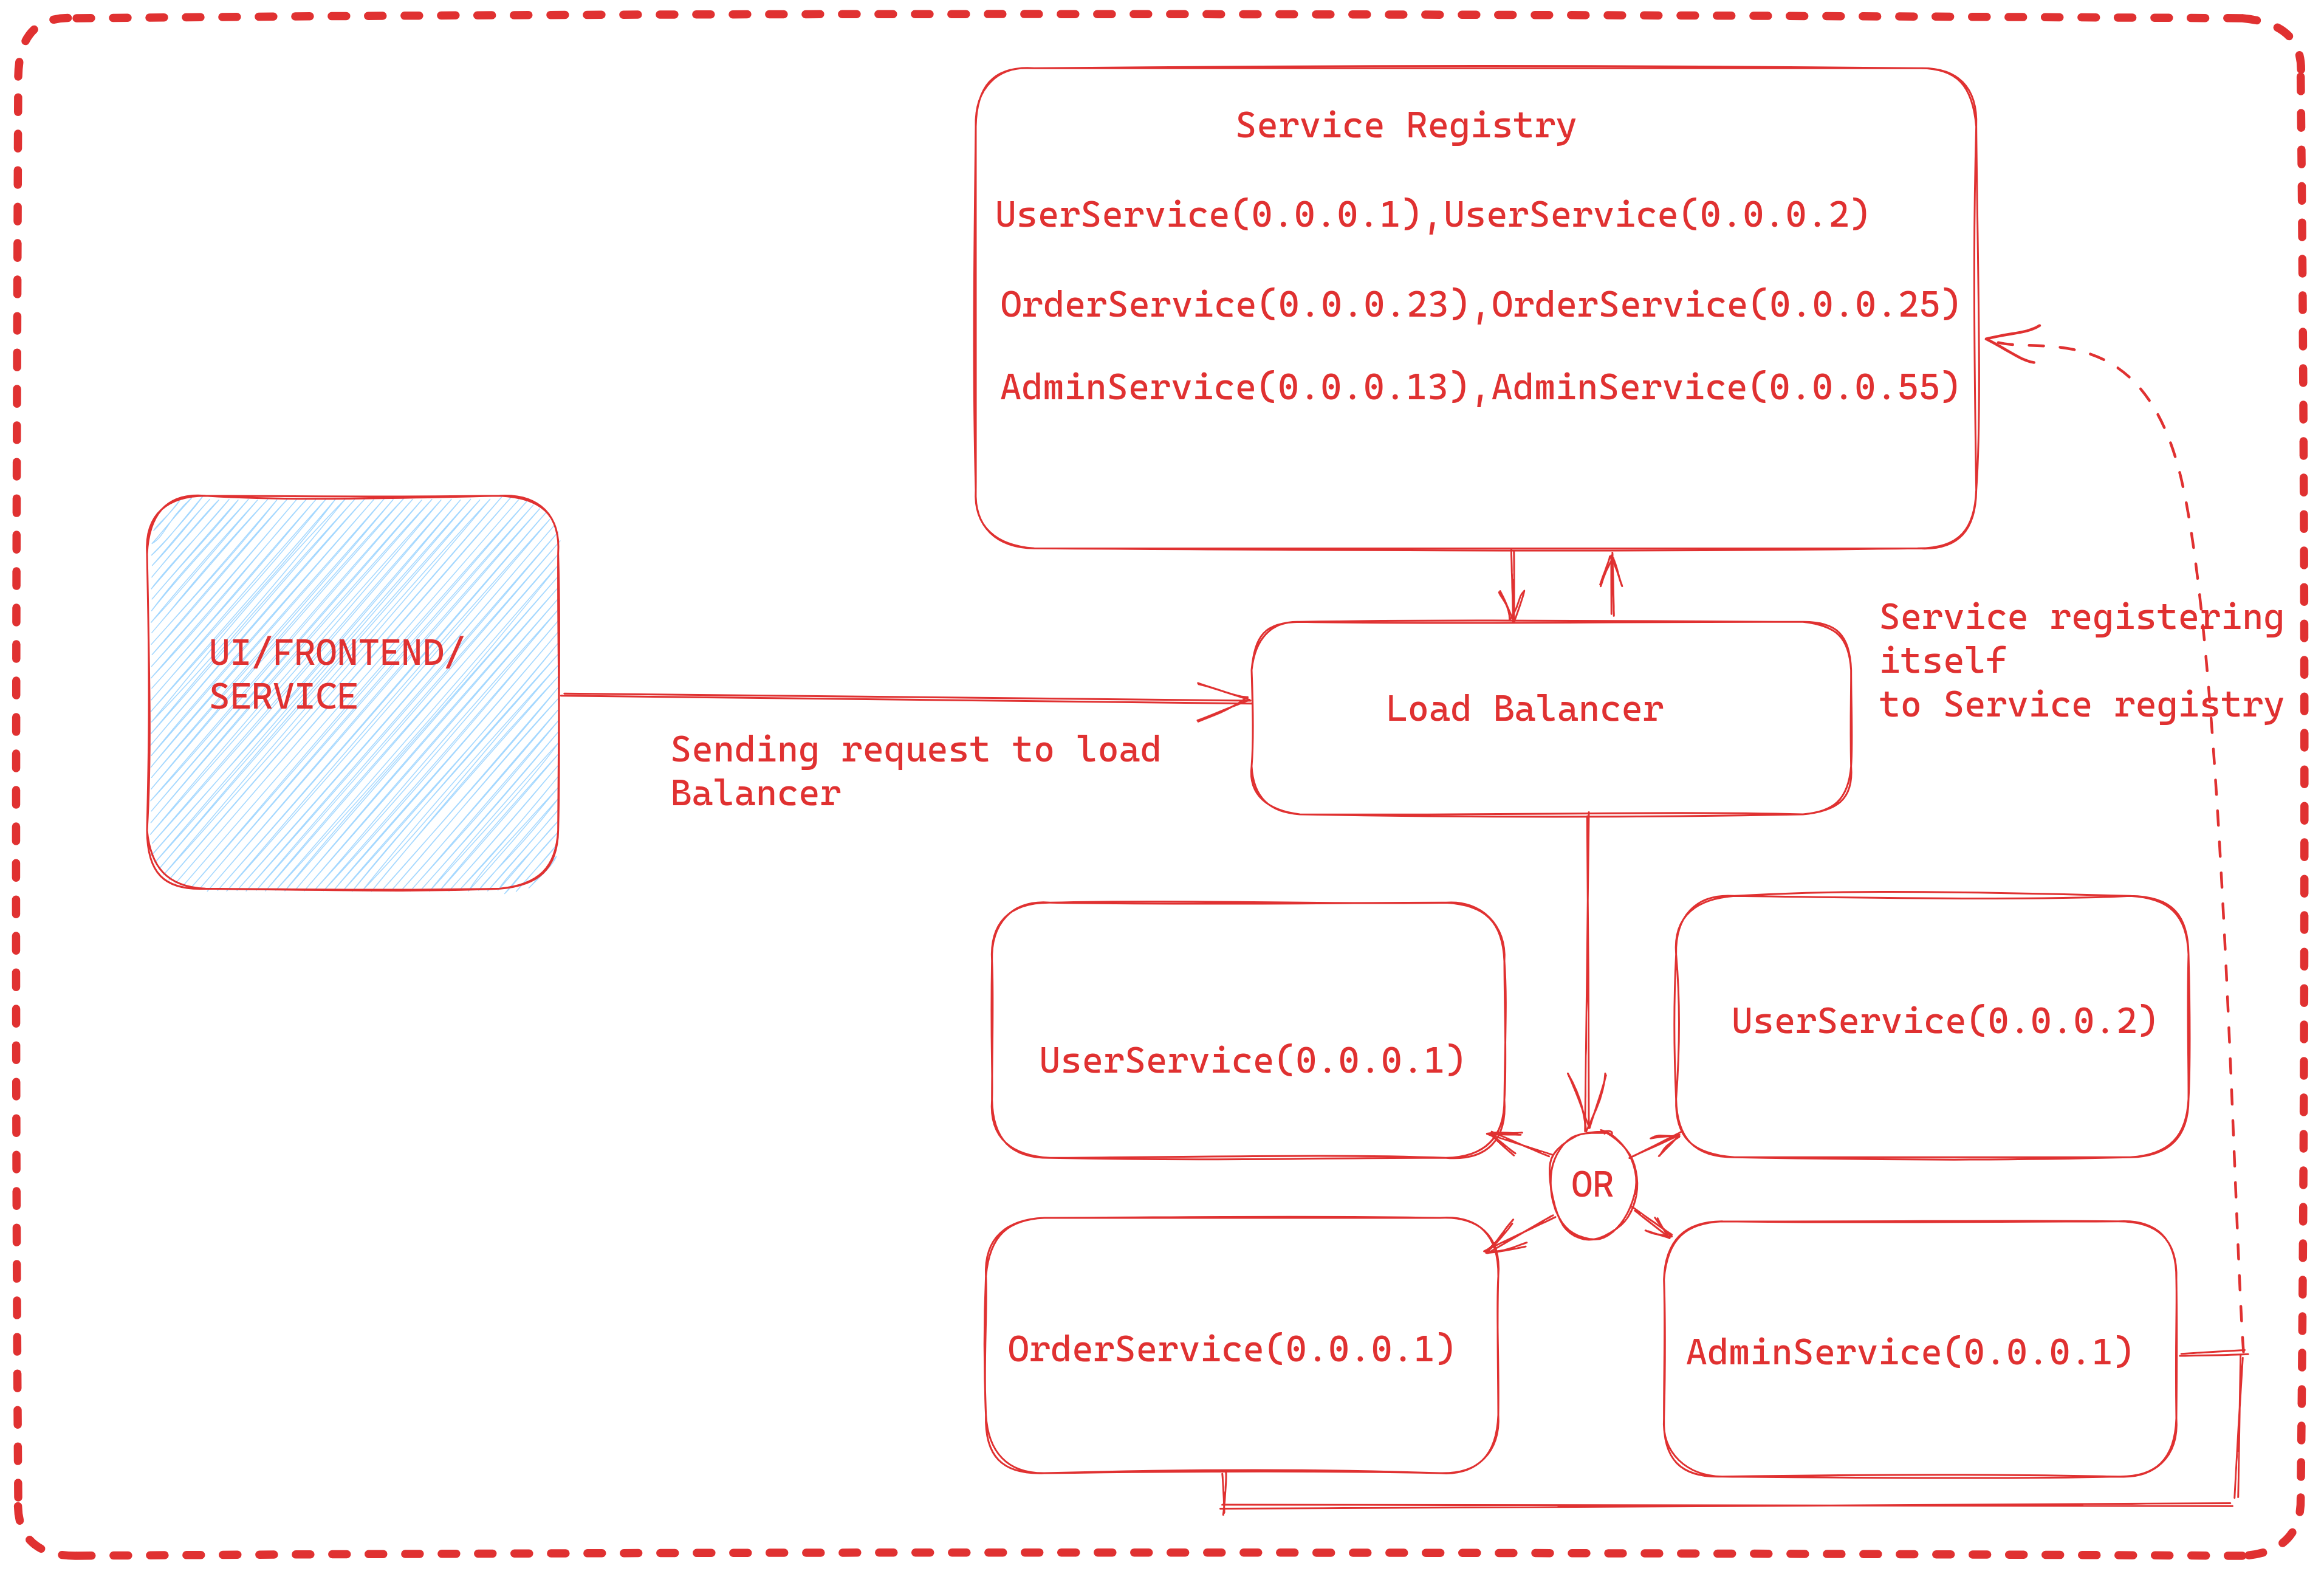 Service Registry
UserService(0.0.0.1),UserService(0.0.0.2)
OrderService(0.0.0.23),OrderService(0.0.0.25)
AdminService(0.0.0.13),AdminService(0.0.0.55)
UI/FRONTEND/
SERVICE
Sending request to load
Balancer
Load Balancer
Service registering
itself
to Service registry
UserService(0.0.0.1)
UserService(0.0.0.2)
OR
OrderService(0.0.0.1)
AdminService(0.0.0.1)